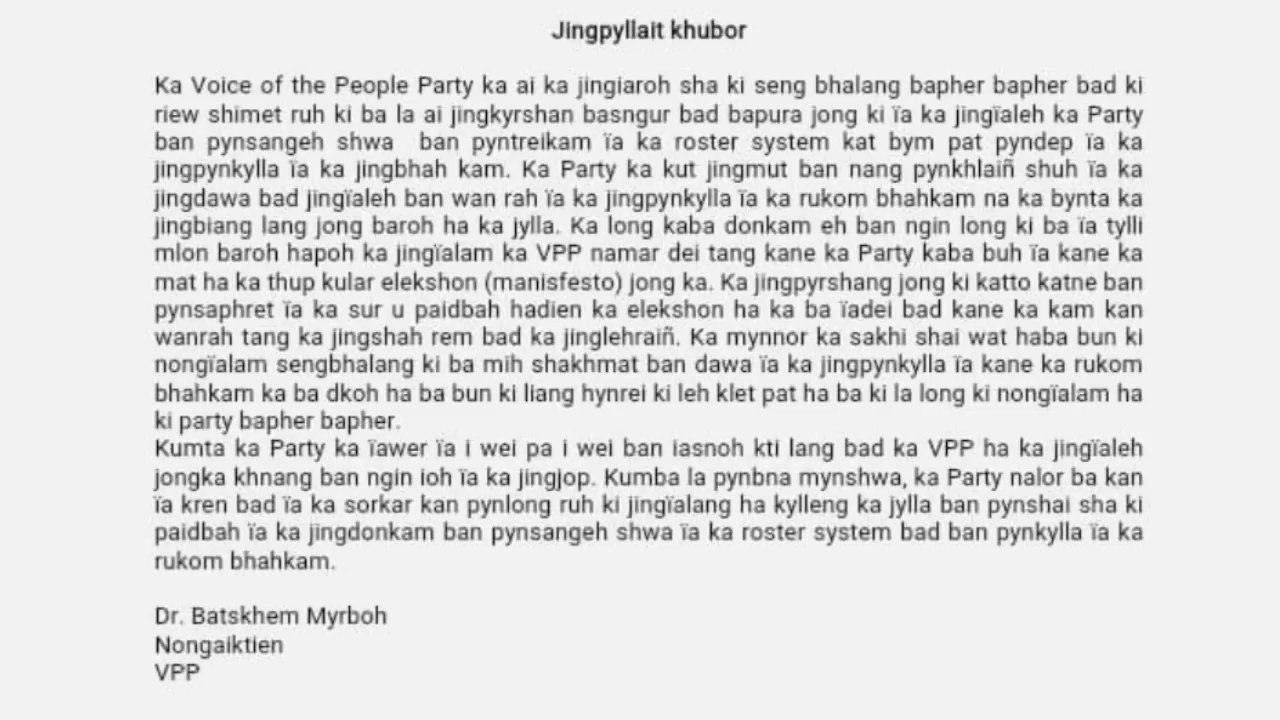 Jingpyllait khubor
Ka Voice of the People Party ka ai ka jingiaroh sha ki seng bhalang bapher bapher bad ki
riew shimet ruh ki ba la ai jingkyrshan basngur bad bapura jong ki ïa ka jingïaleh ka Party
ban pynsangeh shwa ban pyntreikam ïa ka roster system kat bym pat pyndep ïa ka
jingpynkylla ïa ka jingbhah kam. Ka Party ka kut jingmut ban nang pynkhlaiñ shuh ïa ka
jingdawa bad jingïaleh ban wan rah ïa ka jingpynkylla ïa ka rukom bhahkam na ka bynta ka
jingbiang lang jong baroh ha ka jylla. Ka long kaba donkam eh ban ngin long ki ba ïa tylli
mlon baroh hapoh ka jingïalam ka VPP namar dei tang kane ka Party kaba buh ïa kane ka
mat ha ka thup kular elekshon (manisfesto) jong ka. Ka jingpyrshang jong ki katto katne ban
pynsaphret ïa ka sur u paidbah hadien ka elekshon ha ka ba ïadei bad kane ka kam kan
wanrah tang ka jingshah rem bad ka jinglehraiñ. Ka mynnor ka sakhi shai wat haba bun ki
nongïalam sengbhalang ki ba mih shakhmat ban dawa ïa ka jingpynkylla ïa kane ka rukom
bhahkam ka ba dkoh ha ba bun ki liang hynrei ki leh klet pat ha ba ki la long ki nongïalam ha
ki party bapher bapher.
Kumta ka Party ka ïawer ïa i wei pa i wei ban iasnoh kti lang bad ka VPP ha ka jingïaleh
jongka khnang ban ngin ioh ïa ka jingjop. Kumba la pynbna mynshwa, ka Party nalor ba kan
ïa kren bad ïa ka sorkar kan pynlong ruh ki jingïalang ha kylleng ka jylla ban pynshai sha ki
paidbah ïa ka jingdonkam ban pynsangeh shwa ïa ka roster system bad ban pynkylla ïa ka
rukom bhahkam.
Dr. Batskhem Myrboh
Nongaiktien
VPP